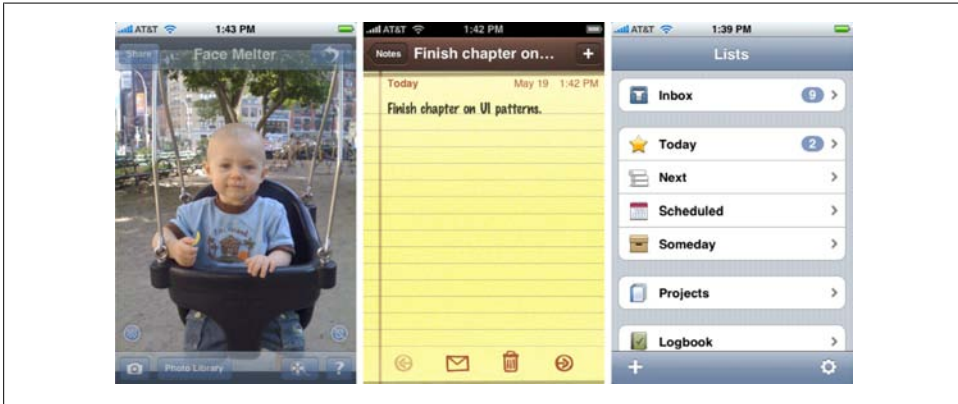 AT&T 1:43 PM
Share Face Melter
Photo Library ?
AT&T 1:42 PM
Notes Finish chapter on... +
Today May 19 1:42 PM
Finish chapter on UI patterns.
AT&T 1:39 PM
Lists
Inbox 9
Today 2
Next
Scheduled
Someday
Projects
Logbook
+